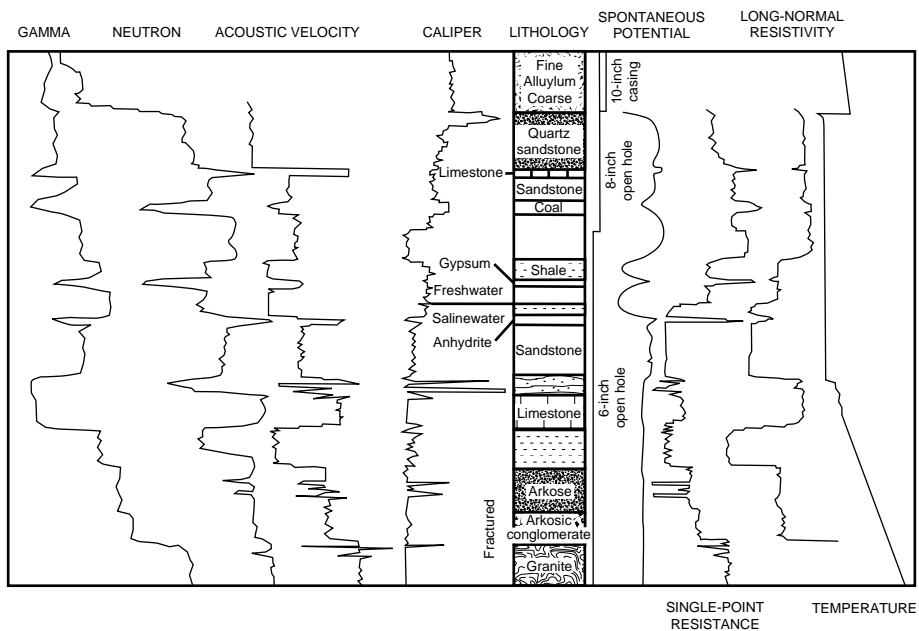 SPONTANEOUS
POTENTIAL
LONG-NORMAL
RESISTIVITY
GAMMA
NEUTRON
ACOUSTIC VELOCITY
CALIPER
LITHOLOGY
Fine
Alluylum
Coarse
10-inch
casing
Quartz
sandstone
8-inch
open hole
Limestone
Sandstone
Coal
Gypsum
Shale
Freshwater
Salinewater
Anhydrite
Sandstone
6-inch
open hole
Limestone
Arkose
Fractured
Arkosic
conglomerate
Granite
SINGLE-POINT
RESISTANCE
TEMPERATURE